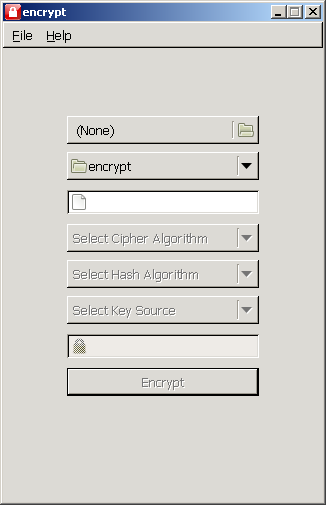 encrypt
File Help
(None)
encrypt
Select Cipher Algorithm
Select Hash Algorithm
Select Key Source
Encrypt